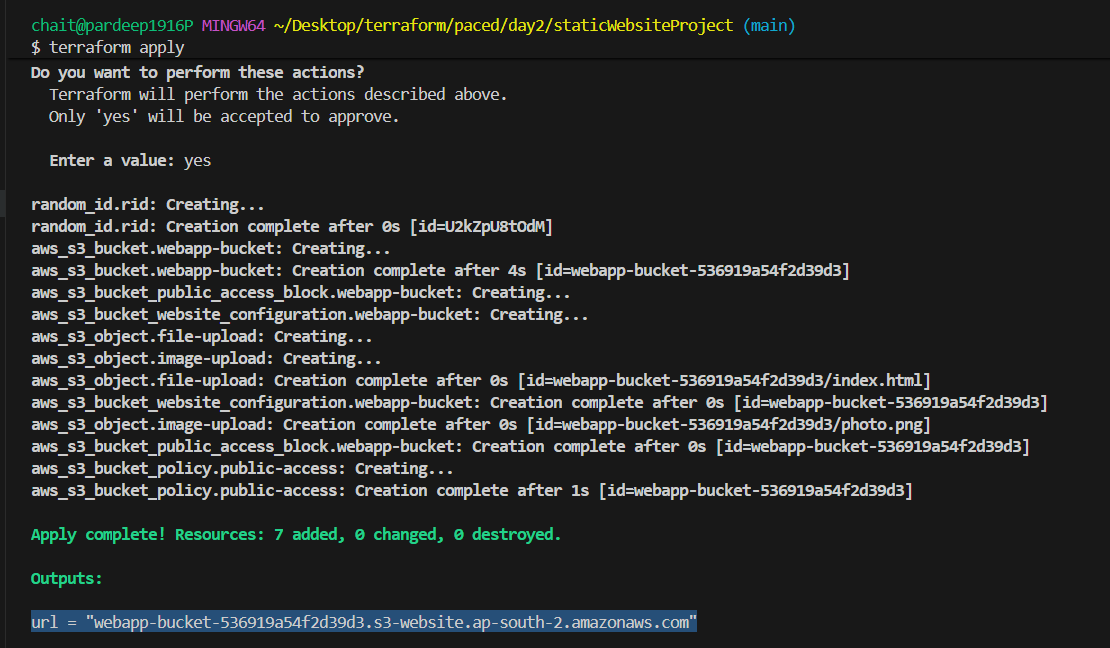 chait@pardeep1916P MINGW64 ~/Desktop/terraform/paced/day2/staticWebsiteProject (main)
$ terraform apply
Do you want to perform these actions?
  Terraform will perform the actions described above.
  Only 'yes' will be accepted to approve.

  Enter a value: yes

random_id.rid: Creating...
random_id.rid: Creation complete after 0s [id=U2kZpU8tOdM]
aws_s3_bucket.webapp-bucket: Creating...
aws_s3_bucket.webapp-bucket: Creation complete after 4s [id=webapp-bucket-536919a54f2d39d3]
aws_s3_bucket_public_access_block.webapp-bucket: Creating...
aws_s3_bucket_website_configuration.webapp-bucket: Creating...
aws_s3_object.file-upload: Creating...
aws_s3_object.image-upload: Creating...
aws_s3_object.file-upload: Creation complete after 0s [id=webapp-bucket-536919a54f2d39d3/index.html]
aws_s3_bucket_website_configuration.webapp-bucket: Creation complete after 0s [id=webapp-bucket-536919a54f2d39d3]
aws_s3_object.image-upload: Creation complete after 0s [id=webapp-bucket-536919a54f2d39d3/photo.png]
aws_s3_bucket_public_access_block.webapp-bucket: Creation complete after 0s [id=webapp-bucket-536919a54f2d39d3]
aws_s3_bucket_policy.public-access: Creating...
aws_s3_bucket_policy.public-access: Creation complete after 1s [id=webapp-bucket-536919a54f2d39d3]

Apply complete! Resources: 7 added, 0 changed, 0 destroyed.

Outputs:

url = "webapp-bucket-536919a54f2d39d3.s3-website.ap-south-2.amazonaws.com"